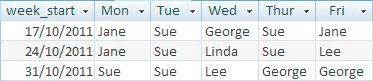 week_start Mon Tue Wed Thur Fri
17/10/2011 Jane Sue George Sue Jane
24/10/2011 Jane Sue Linda Sue Lee
31/10/2011 Sue Sue Lee George George